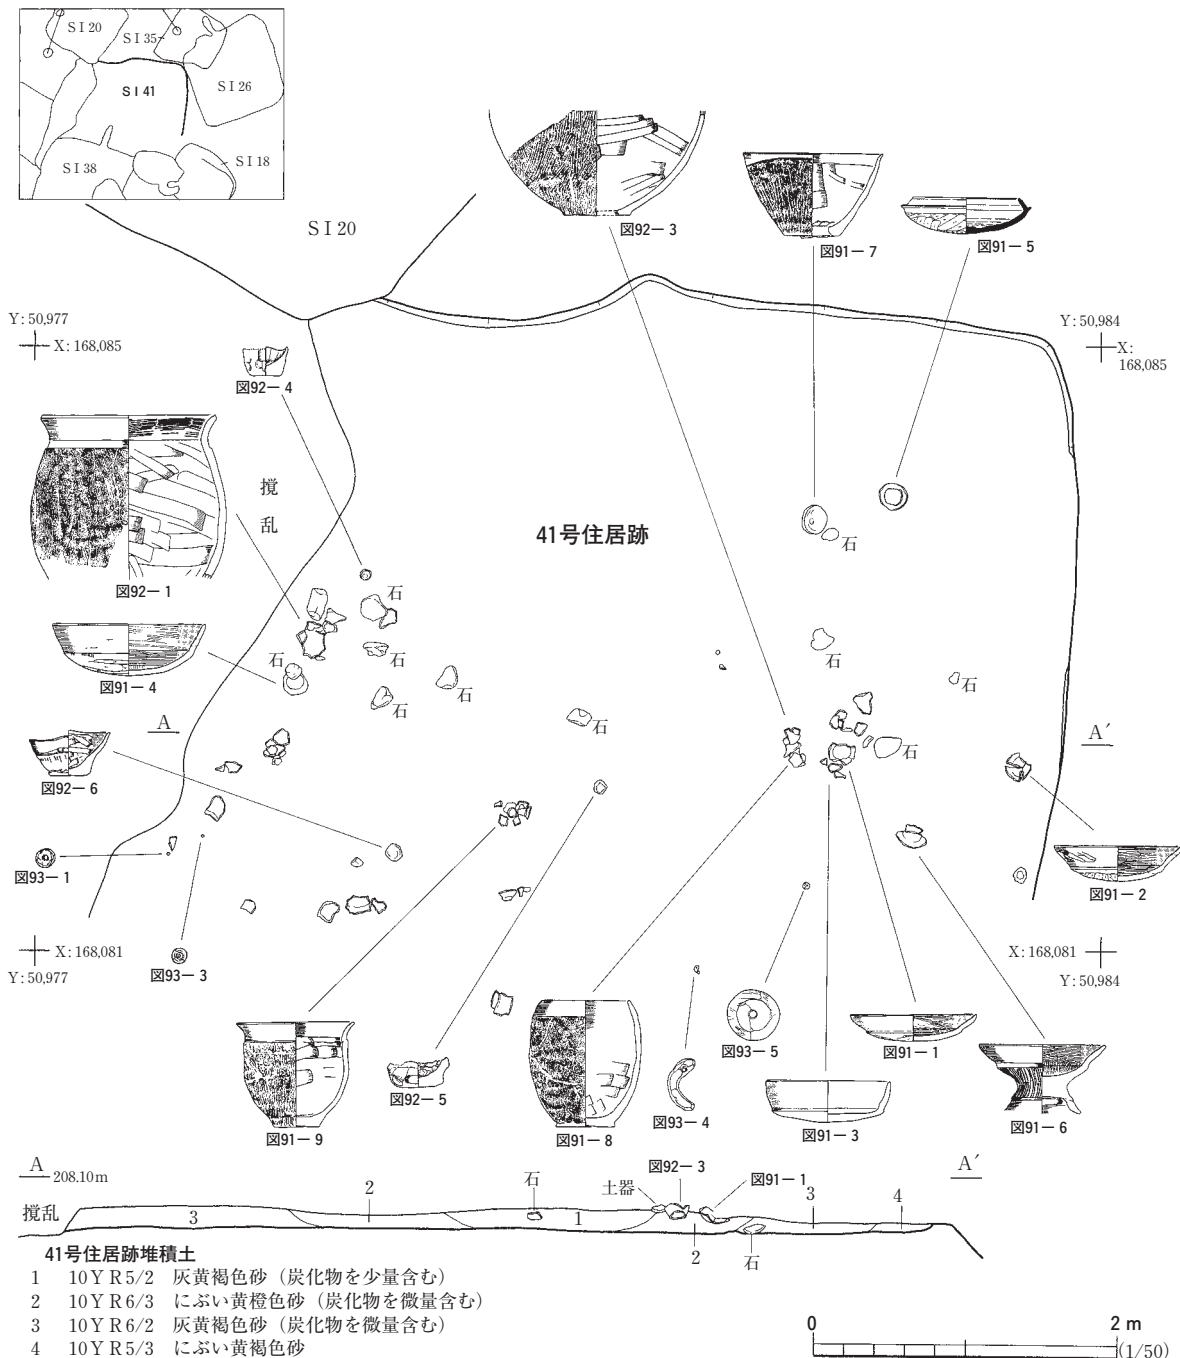 SI20
SI35
SI41
SI26
SI38
SI18
SI20
図92-3
図91-7
図91-5
Y: 50,977
X: 168,085
Y: 50,984
X: 168,085
図92-4
撹乱
41号住居跡
石
図92-1
石
石
石
石
図91-4
石
石
石
石
石
A
A′
石
図92-6
図93-1
図91-2
X: 168,081
Y: 50,977
図93-3
X: 168,081
Y: 50,984
図91-9
図92-5
図91-8
図93-4
図93-5
図91-3
図91-1
図91-6
A
208.10m
A′
撹乱
3
2
石
1
土器
図92-3
図91-1
2
石
3
4
41号住居跡堆積土
1 10YR5/2 灰黄褐色砂（炭化物を少量含む）
2 10YR6/3 にぶい黄橙色砂（炭化物を微量含む）
3 10YR6/2 灰黄褐色砂（炭化物を微量含む）
4 10YR5/3 にぶい黄褐色砂
0 2m
(1/50)